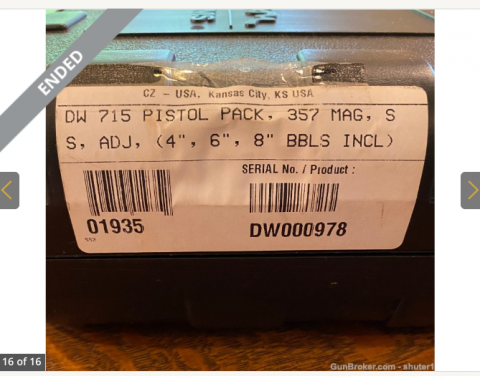 ENDED
CZ - USA, Kansas City, KS USA
DW 715 PISTOL PACK, 357 MAG, S
S, ADJ, (4", 6", 8" BBLS INCL)
SERIAL No. / Product :
01935
DW000978
16 of 16
GunBroker.com - shuter1